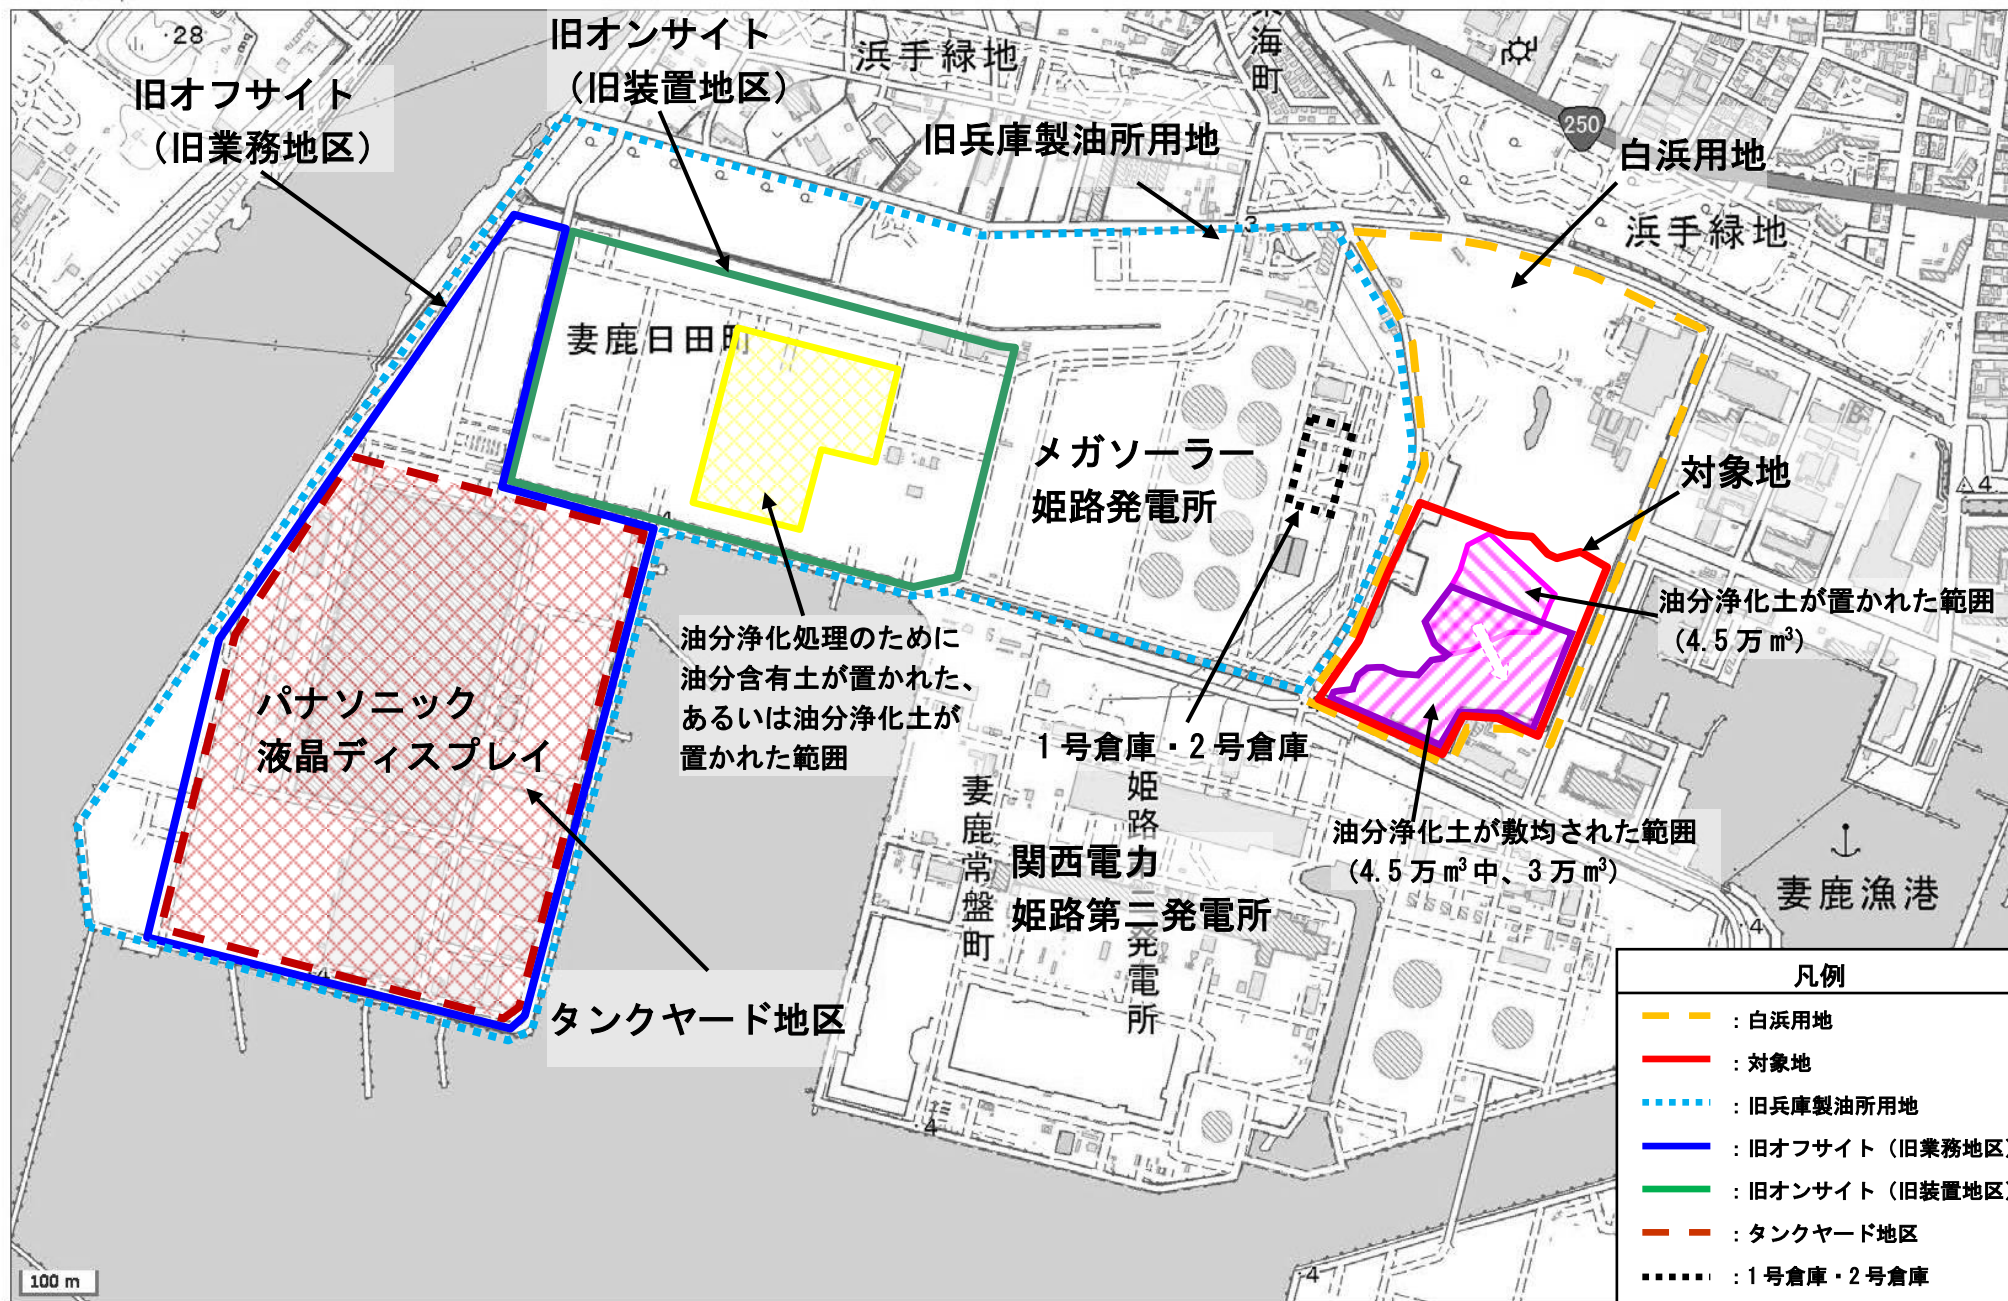 ・28
旧オフサイト
（旧業務地区）
旧オンサイト
（旧装置地区）
浜手緑地
海町
旧兵庫製油所用地
250
白浜用地
浜手緑地
・3
妻鹿日田町
メガソーラー
姫路発電所
対象地
4
4
油分浄化土が置かれた範囲
（4.5万m³）
油分浄化処理のために
油分含有土が置かれた、
あるいは油分浄化土が
置かれた範囲
パナソニック
液晶ディスプレイ
1号倉庫・2号倉庫
妻鹿常盤町
姫路第二発電所
関西電力
姫路第二発電所
油分浄化土が敷均された範囲
（4.5万m³中、3万m³）
妻鹿漁港
・4
・4
タンクヤード地区
・4
・4
100 m
凡例
：白浜用地
：対象地
：旧兵庫製油所用地
：旧オフサイト（旧業務地区）
：旧オンサイト（旧装置地区）
：タンクヤード地区
：1号倉庫・2号倉庫